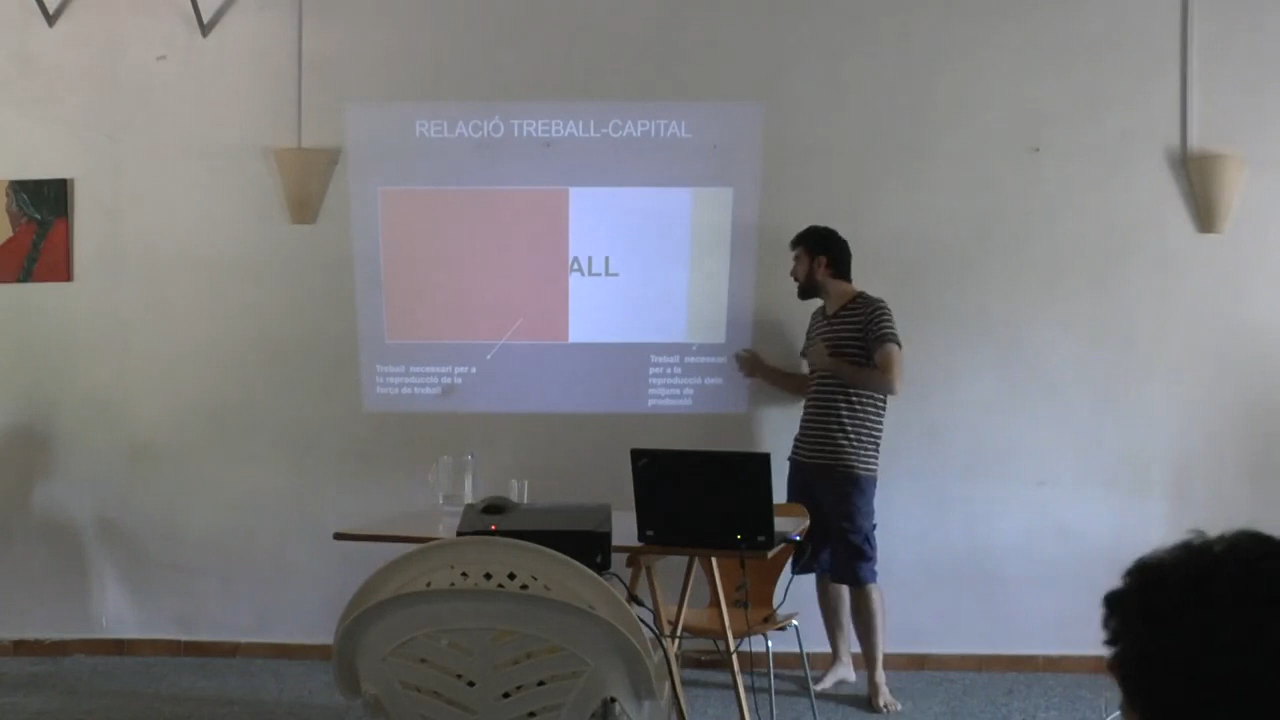 RELACIÓ TREBALL-CAPITAL
ALL
Treball necessari per a
la reproducció de la
força de treball
Treball necessari
per a la
reproducció dels
mitjans de
producció